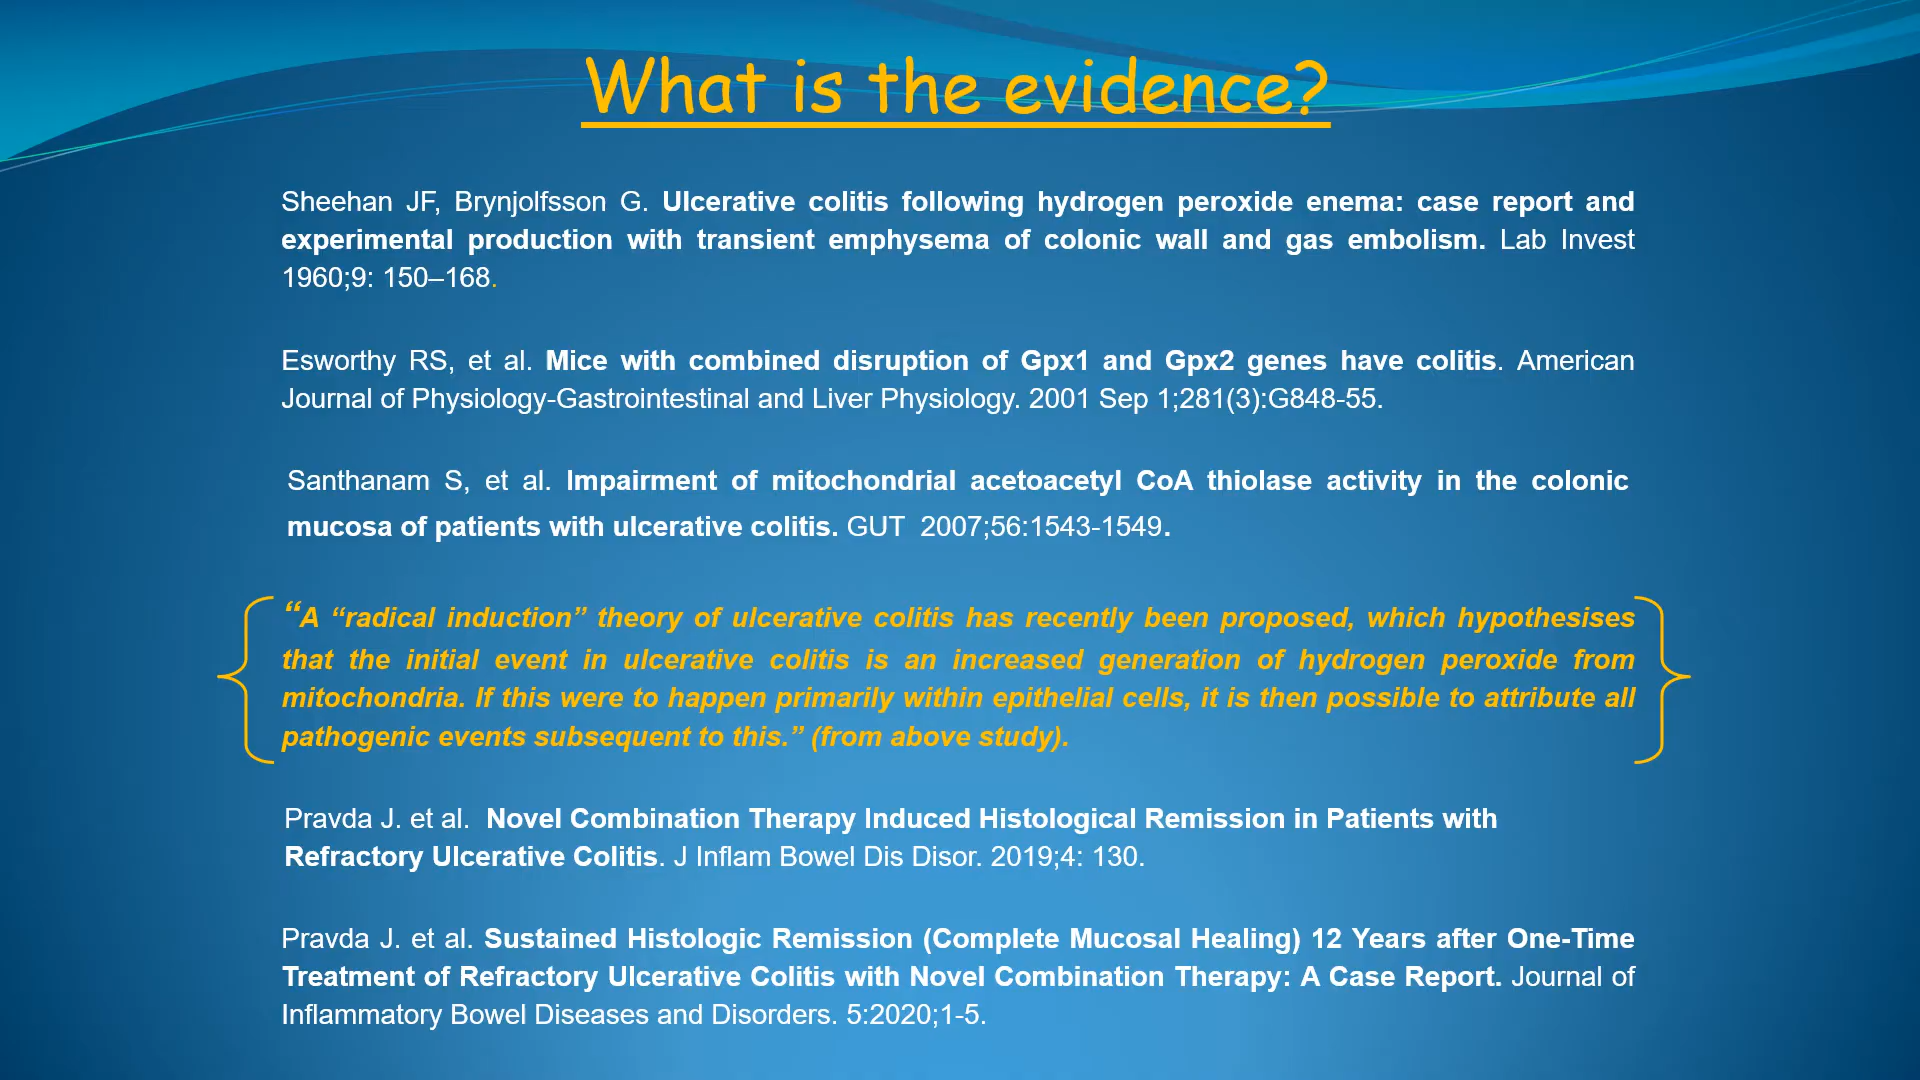 What is the evidence?
Sheehan JF, Brynjolfsson G. Ulcerative colitis following hydrogen peroxide enema: case report and
experimental production with transient emphysema of colonic wall and gas embolism. Lab Invest
1960;9: 150–168.
Esworthy RS, et al. Mice with combined disruption of Gpx1 and Gpx2 genes have colitis. American
Journal of Physiology-Gastrointestinal and Liver Physiology. 2001 Sep 1;281(3):G848-55.
Santhanam S, et al. Impairment of mitochondrial acetoacetyl CoA thiolase activity in the colonic
mucosa of patients with ulcerative colitis. GUT 2007;56:1543-1549.
“A “radical induction” theory of ulcerative colitis has recently been proposed, which hypothesises
that the initial event in ulcerative colitis is an increased generation of hydrogen peroxide from
mitochondria. If this were to happen primarily within epithelial cells, it is then possible to attribute all
pathogenic events subsequent to this.” (from above study).
Pravda J. et al. Novel Combination Therapy Induced Histological Remission in Patients with
Refractory Ulcerative Colitis. J Inflam Bowel Dis Disor. 2019;4: 130.
Pravda J. et al. Sustained Histologic Remission (Complete Mucosal Healing) 12 Years after One-Time
Treatment of Refractory Ulcerative Colitis with Novel Combination Therapy: A Case Report. Journal of
Inflammatory Bowel Diseases and Disorders. 5:2020;1-5.